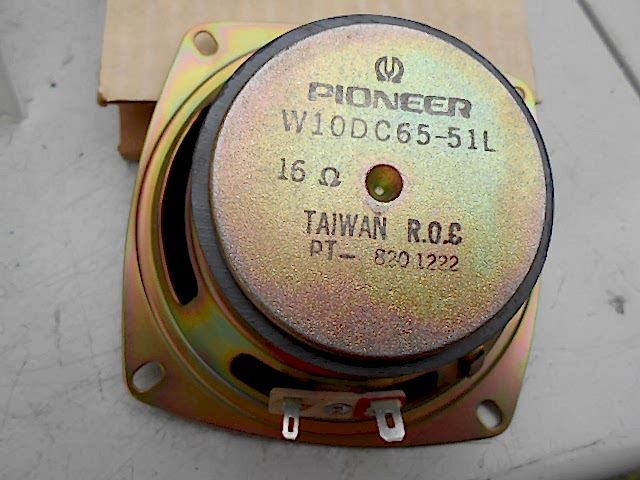 PIONEER
W10DC65-51L
16 Ω
TAIWAN R.O.C
PT- 8201222